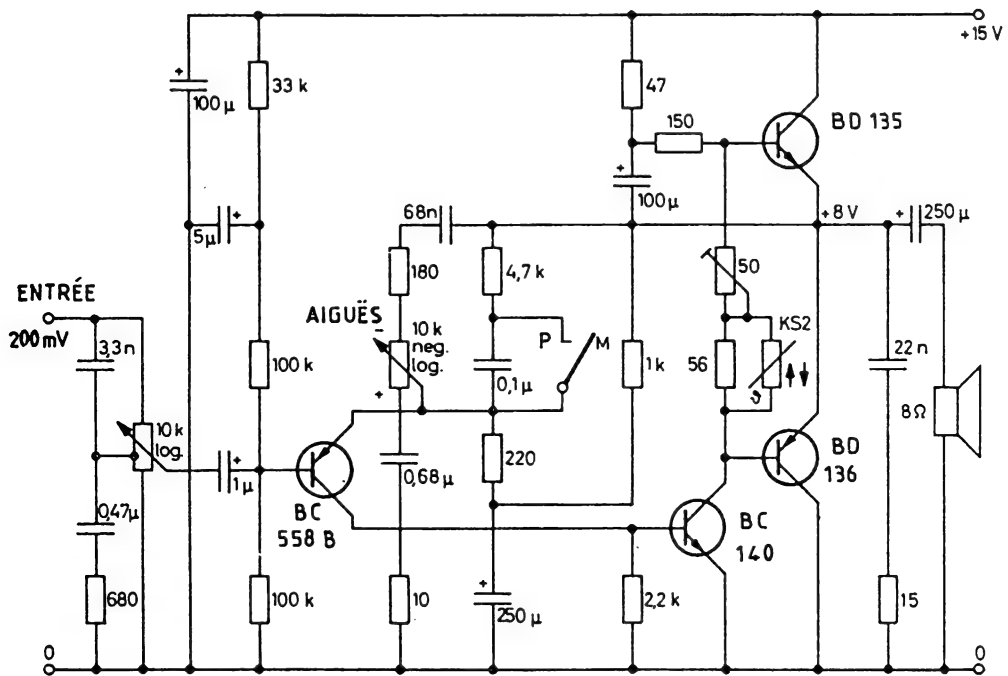 +15 V
100 µ
33 k
47
150
BD 135
100 µ
5µ
68n
+8 V
250 µ
180
4,7 k
50
ENTRÉE
200 mV
AIGUËS
10 k
neg.
log.
P
M
KS2
3,3 n
100 k
0,1 µ
1 k
56
ϑ
22 n
8Ω
10 k
log.
1 µ
220
0,68 µ
BD
136
BC
558 B
BC
140
0,47µ
680
100 k
10
250 µ
2,2 k
15
0
0